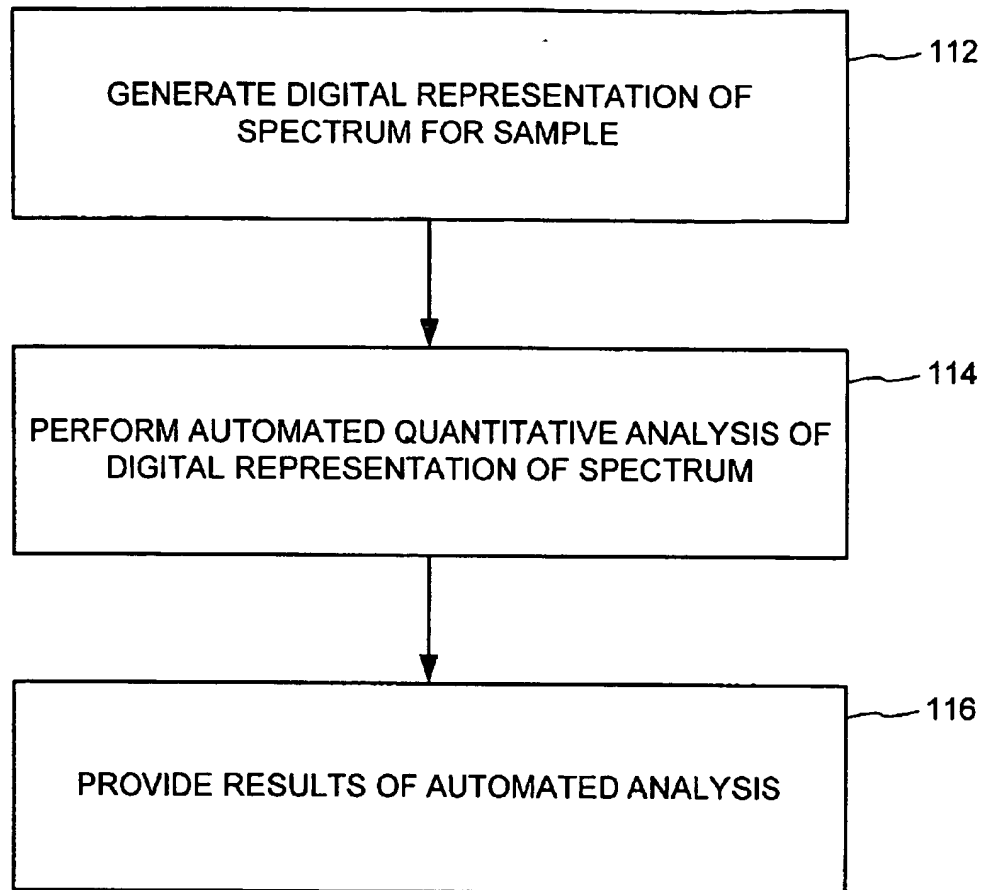 112
GENERATE DIGITAL REPRESENTATION OF
SPECTRUM FOR SAMPLE
114
PERFORM AUTOMATED QUANTITATIVE ANALYSIS OF
DIGITAL REPRESENTATION OF SPECTRUM
116
PROVIDE RESULTS OF AUTOMATED ANALYSIS